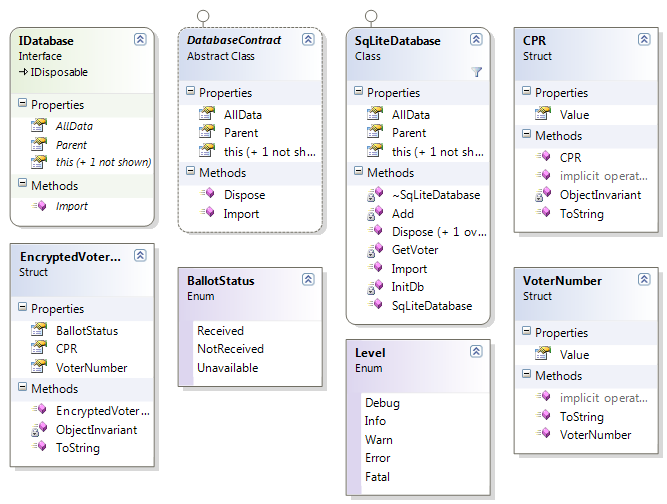 IDatabase
Interface
IDisposable
Properties
AllData
Parent
this (+ 1 not shown)
Methods
Import
DatabaseContract
Abstract Class
Properties
AllData
Parent
this (+ 1 not sh...
Methods
Dispose
Import
SqLiteDatabase
Class
Properties
AllData
Parent
this (+ 1 not sh...
Methods
~SqLiteDatabase
Add
Dispose (+ 1 ov...
GetVoter
Import
InitDb
SqLiteDatabase
CPR
Struct
Properties
Value
Methods
CPR
implicit operat...
ObjectInvariant
ToString
EncryptedVoter...
Struct
Properties
BallotStatus
CPR
VoterNumber
Methods
EncryptedVoter...
ObjectInvariant
ToString
BallotStatus
Enum
Received
NotReceived
Unavailable
Level
Enum
Debug
Info
Warn
Error
Fatal
VoterNumber
Struct
Properties
Value
Methods
implicit operat...
ToString
VoterNumber